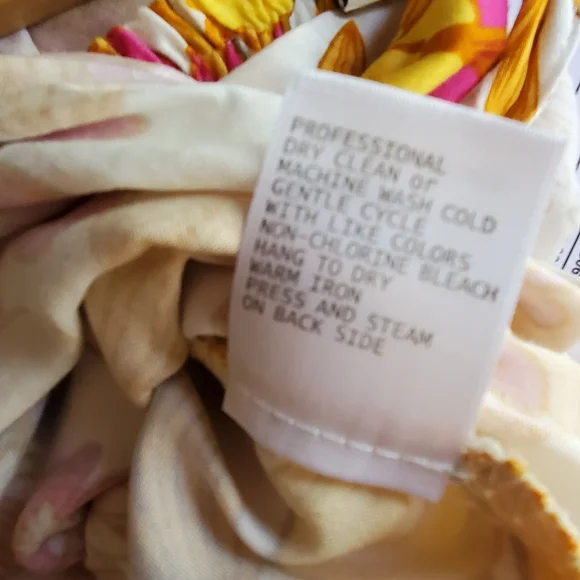 PROFESSIONAL
DRY CLEAN or
MACHINE WASH COLD
GENTLE CYCLE
WITH LIKE COLORS
NON-CHLORINE BLEACH
HANG TO DRY
WARM IRON
PRESS AND STEAM
ON BACK SIDE